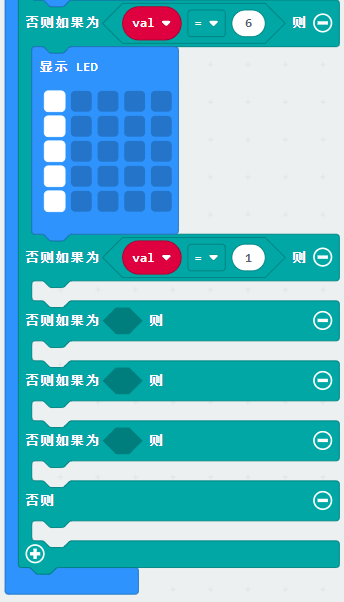 否则如果为 val = 6 则
显示 LED
否则如果为 val = 1 则
否则如果为 则
否则如果为 则
否则如果为 则
否则